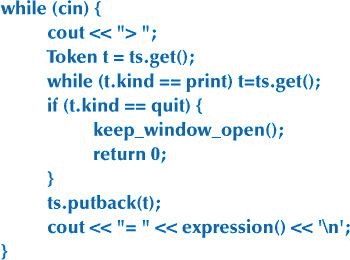 while (cin) {
cout << "> ";
Token t = ts.get();
while (t.kind == print) t=ts.get();
if (t.kind == quit) {
keep_window_open();
return 0;
}
ts.putback(t);
cout << "= " << expression() << '\n';
}